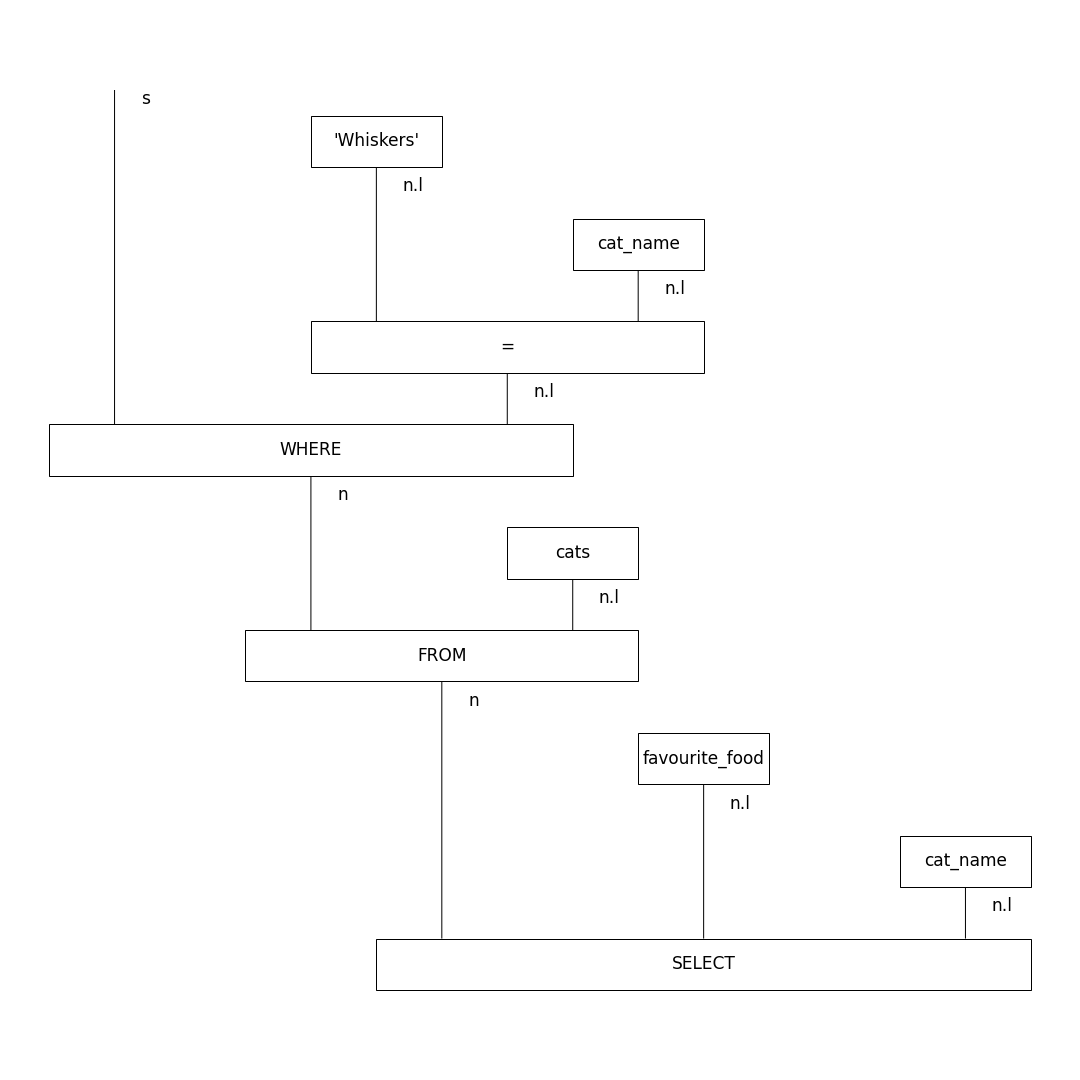 s
'Whiskers'
n.l
cat_name
n.l
=
n.l
WHERE
n
cats
n.l
FROM
n
favourite_food
n.l
cat_name
n.l
SELECT